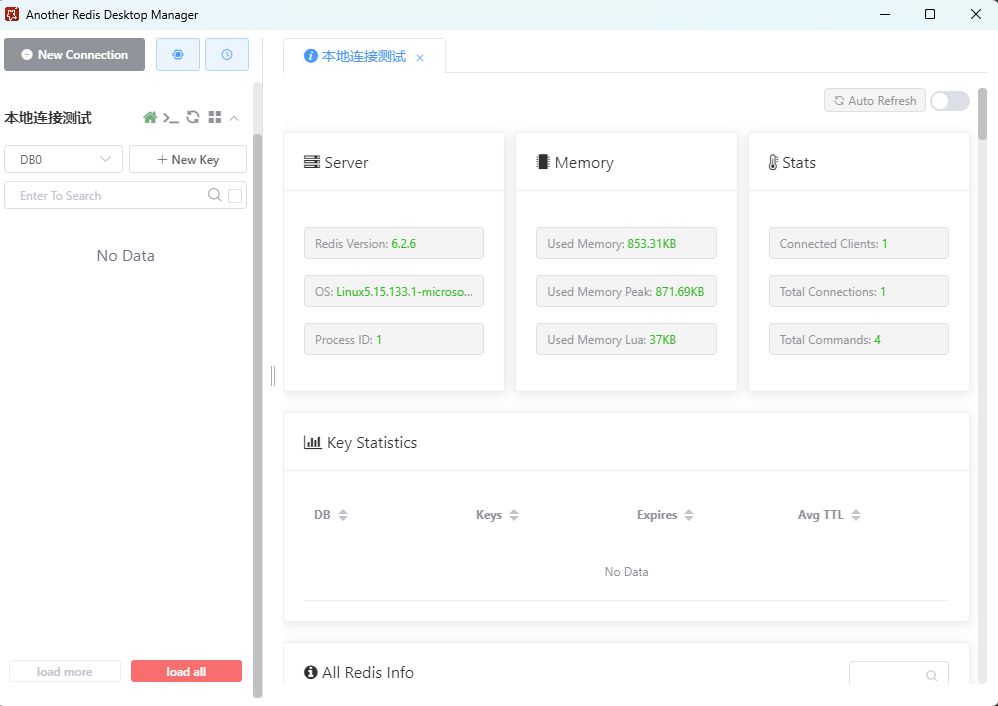 Another Redis Desktop Manager
New Connection
本地连接测试
本地连接测试
Auto Refresh
DB0
New Key
Enter To Search
No Data
Server
Redis Version: 6.2.6
OS: Linux5.15.133.1-microso...
Process ID: 1
Memory
Used Memory: 853.31KB
Used Memory Peak: 871.69KB
Used Memory Lua: 37KB
Stats
Connected Clients: 1
Total Connections: 1
Total Commands: 4
Key Statistics
DB Keys Expires Avg TTL
No Data
load more
load all
All Redis Info